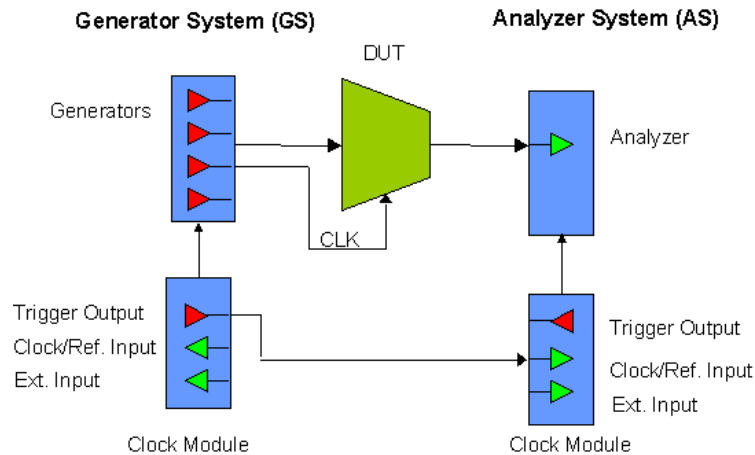 Generator System (GS)
Analyzer System (AS)
DUT
Generators
Analyzer
CLK
Trigger Output
Clock/Ref. Input
Ext. Input
Clock Module
Trigger Output
Clock/Ref. Input
Ext. Input
Clock Module